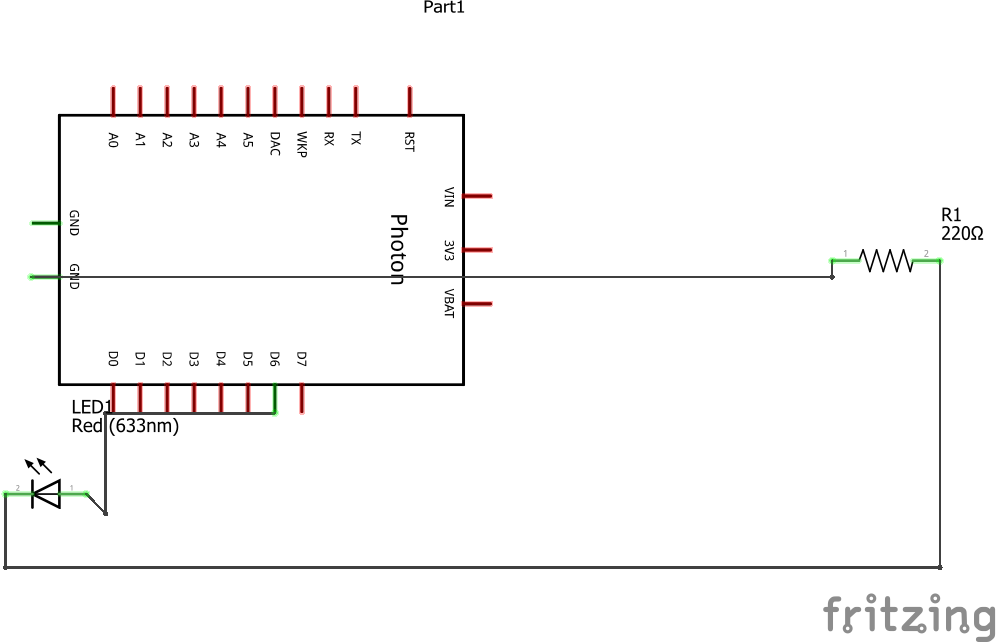 Part1
A0
A1
A2
A3
A4
A5
DAC
WKP
RX
TX
RST
GND
VIN
Photon
3V3
GND
VBAT
R1
220Ω
1
2
D0
D1
D2
D3
D4
D5
D6
D7
LED1
Red (633nm)
2
1
fritzing